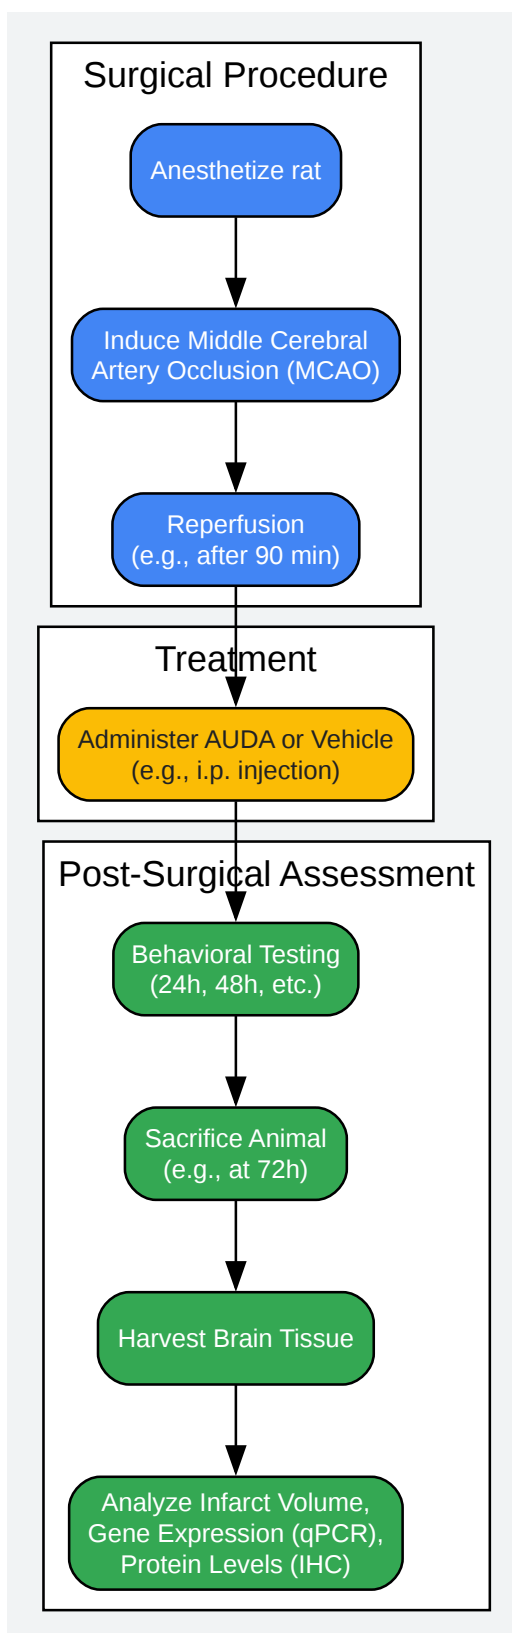 Surgical Procedure
Anesthetize rat
Induce Middle Cerebral
Artery Occlusion (MCAO)
Reperfusion
(e.g., after 90 min)
Treatment
Administer AUDA or Vehicle
(e.g., i.p. injection)
Post-Surgical Assessment
Behavioral Testing
(24h, 48h, etc.)
Sacrifice Animal
(e.g., at 72h)
Harvest Brain Tissue
Analyze Infarct Volume,
Gene Expression (qPCR),
Protein Levels (IHC)